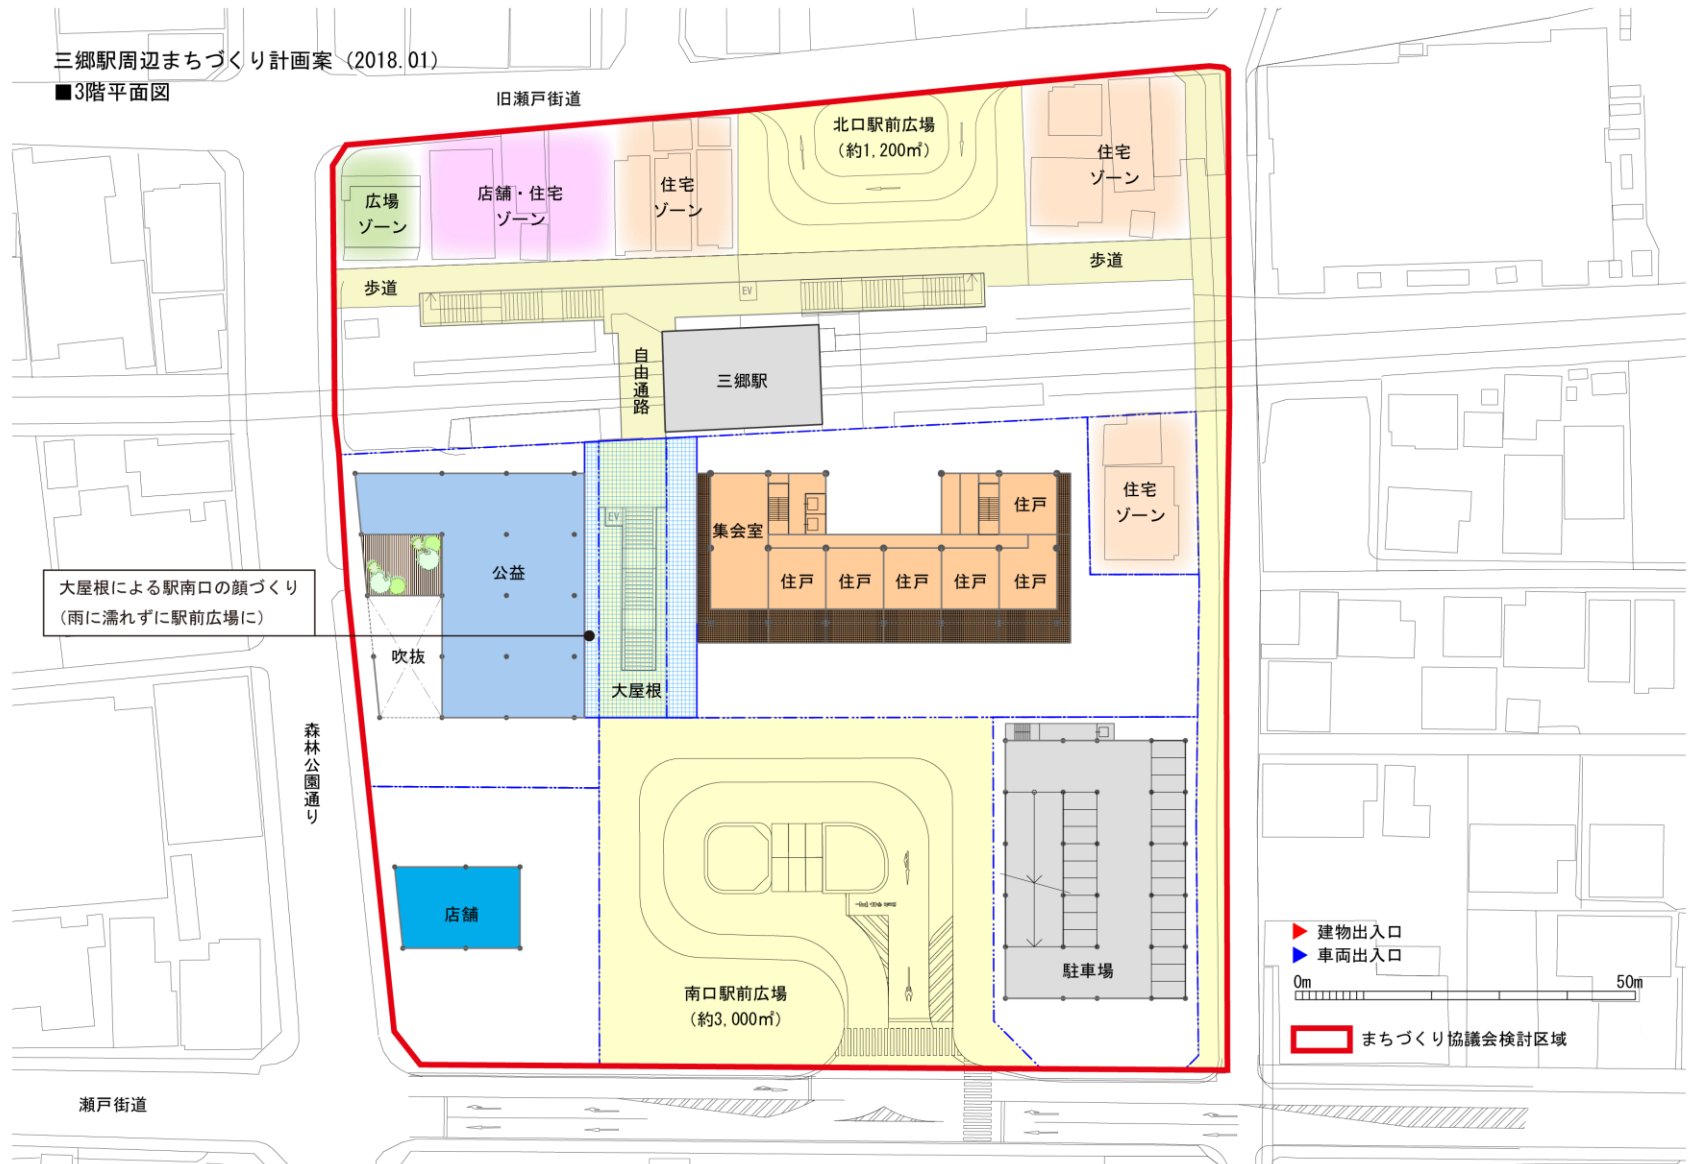 三郷駅周辺まちづくり計画案 (2018.01)
■3階平面図
旧瀬戸街道
北口駅前広場
(約1,200㎡)
住宅
ゾーン
広場
ゾーン
店舗・住宅
ゾーン
住宅
ゾーン
歩道
歩道
EV
自由通路
三郷駅
住宅
ゾーン
集会室
住戸
住戸
住戸
住戸
住戸
住戸
EV
公益
大屋根による駅南口の顔づくり
(雨に濡れずに駅前広場に)
吹抜
大屋根
森林公園通り
店舗
南口駅前広場
(約3,000㎡)
駐車場
建物出入口
車両出入口
0m 50m
まちづくり協議会検討区域
瀬戸街道